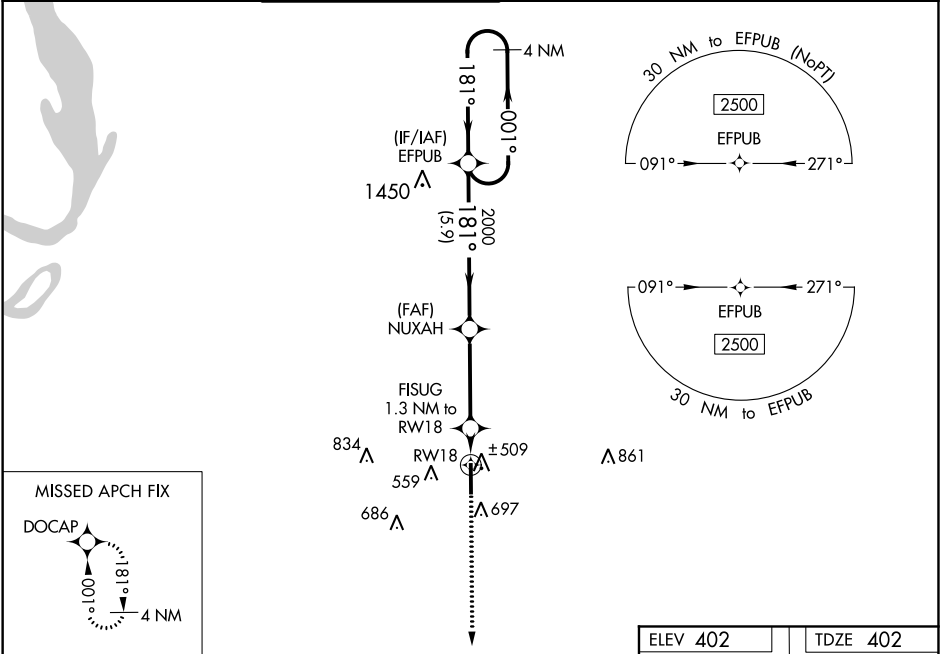 4 NM
181°
001°
(IF/IAF)
EFPUB
1450
2000
181°
(5.9)
(FAF)
NUXAH
FISUG
1.3 NM to
RW18
834
RW18
±509
559
861
686
697
30 NM to EFPUB (NoPT)
2500
EFPUB
091°
271°
091°
271°
EFPUB
2500
30 NM to EFPUB
MISSED APCH FIX
DOCAP
181°
001°
4 NM
ELEV 402
TDZE 402